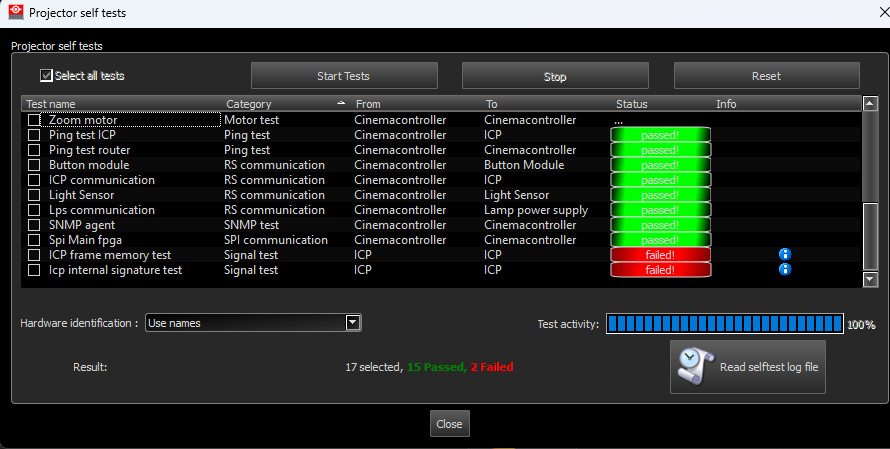 Projector self tests
Projector self tests
Select all tests Start Tests Stop Reset
Test name Category From To Status Info
Zoom motor Motor test Cinemacontroller Cinemacontroller ...
Ping test ICP Ping test Cinemacontroller ICP passed!
Ping test router Ping test Cinemacontroller Cinemacontroller passed!
Button module RS communication Cinemacontroller Button Module passed!
ICP communication RS communication Cinemacontroller ICP passed!
Light Sensor RS communication Cinemacontroller Light Sensor passed!
Lps communication RS communication Cinemacontroller Lamp power supply passed!
SNMP agent SNMP test Cinemacontroller Cinemacontroller passed!
Spi Main fpga SPI communication Cinemacontroller Cinemacontroller passed!
ICP frame memory test Signal test ICP ICP failed!
Icp internal signature test Signal test ICP ICP failed!
Hardware identification : Use names Test activity: 100%
Result: 17 selected, 15 Passed, 2 Failed Read selftest log file
Close